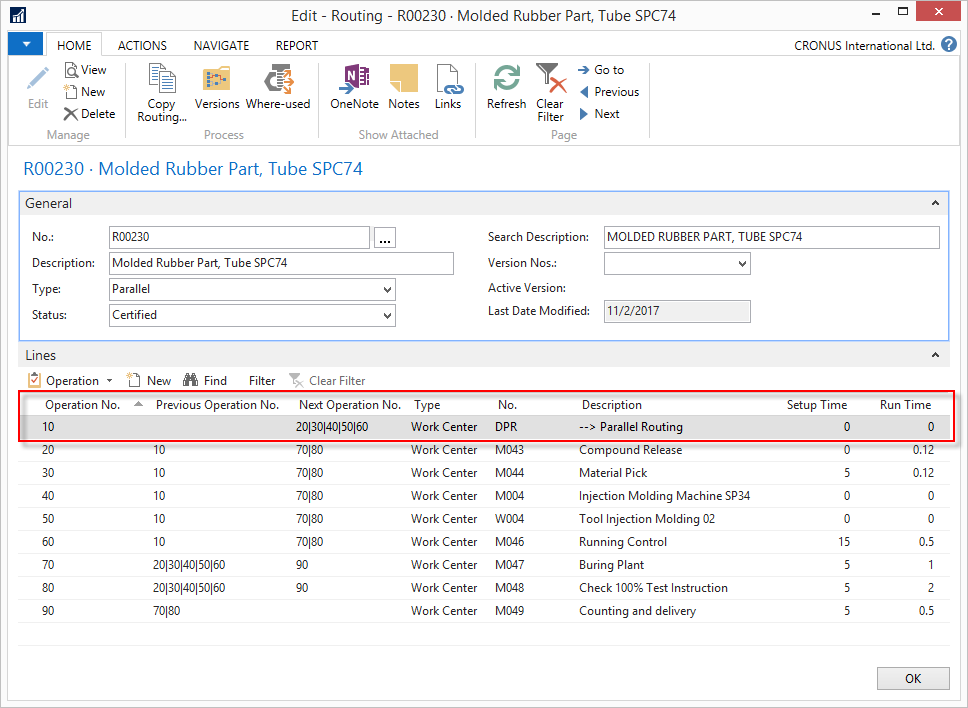 Edit - Routing - R00230 · Molded Rubber Part, Tube SPC74
HOME ACTIONS NAVIGATE REPORT CRONUS International Ltd. ?
Edit
View
New
Delete
Manage
Copy Routing...
Versions
Where-used
Process
OneNote
Notes
Links
Show Attached
Refresh
Clear Filter
Go to
Previous
Next
Page
R00230 · Molded Rubber Part, Tube SPC74
General
No.: R00230 ...
Description: Molded Rubber Part, Tube SPC74
Type: Parallel
Status: Certified
Search Description: MOLDED RUBBER PART, TUBE SPC74
Version Nos.:
Active Version:
Last Date Modified: 11/2/2017
Lines
Operation New Find Filter Clear Filter
Operation No. Previous Operation No. Next Operation No. Type No. Description Setup Time Run Time
10 20|30|40|50|60 Work Center DPR --> Parallel Routing 0 0
20 10 70|80 Work Center M043 Compound Release 0 0.12
30 10 70|80 Work Center M044 Material Pick 5 0.12
40 10 70|80 Work Center M004 Injection Molding Machine SP34 0 0
50 10 70|80 Work Center W004 Tool Injection Molding 02 0 0
60 10 70|80 Work Center M046 Running Control 15 0.5
70 20|30|40|50|60 90 Work Center M047 Buring Plant 5 1
80 20|30|40|50|60 90 Work Center M048 Check 100% Test Instruction 5 2
90 70|80 Work Center M049 Counting and delivery 5 0.5
OK